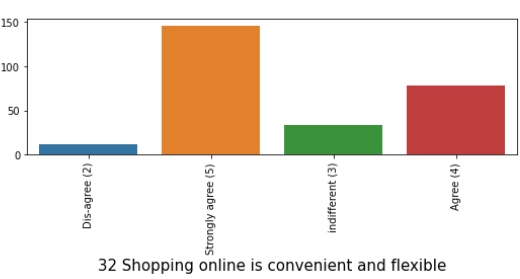 150
100
50
0
Dis-agree (2)
Strongly agree (5)
indifferent (3)
Agree (4)
32 Shopping online is convenient and flexible